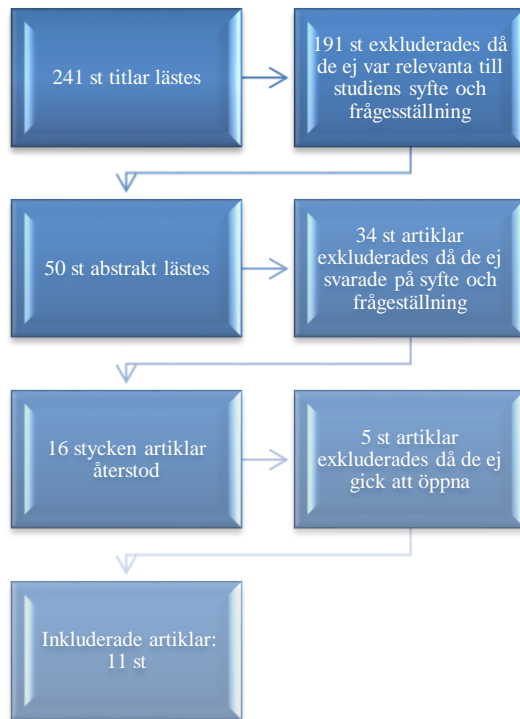 241 st titlar lästes
191 st exkluderades då
de ej var relevanta till
studiens syfte och
frågesställning
50 st abstrakt lästes
34 st artiklar
exkluderades då de ej
svarade på syfte och
frågeställning
16 stycken artiklar
återstod
5 st artiklar
exkluderades då de ej
gick att öppna
Inkluderade artiklar:
11 st